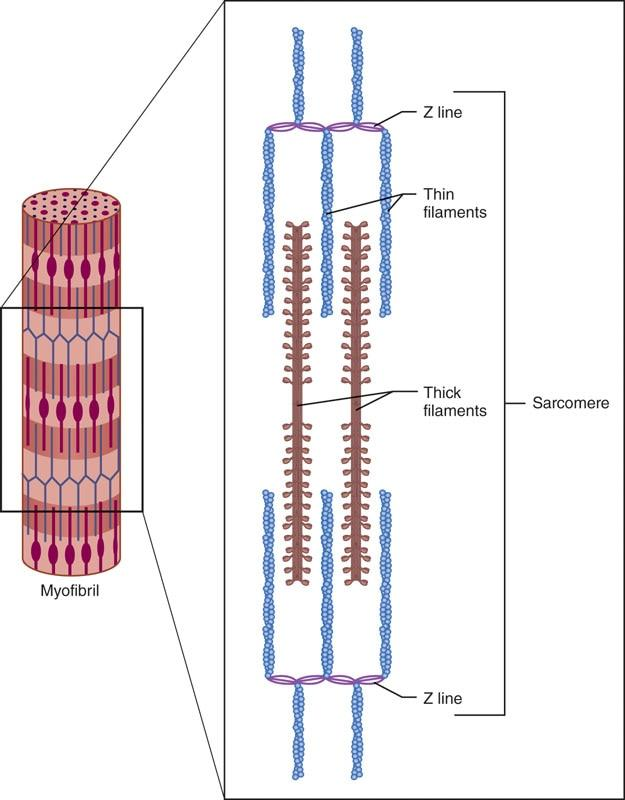 Z line
Thin
filaments
Thick
filaments
Sarcomere
Myofibril
Z line